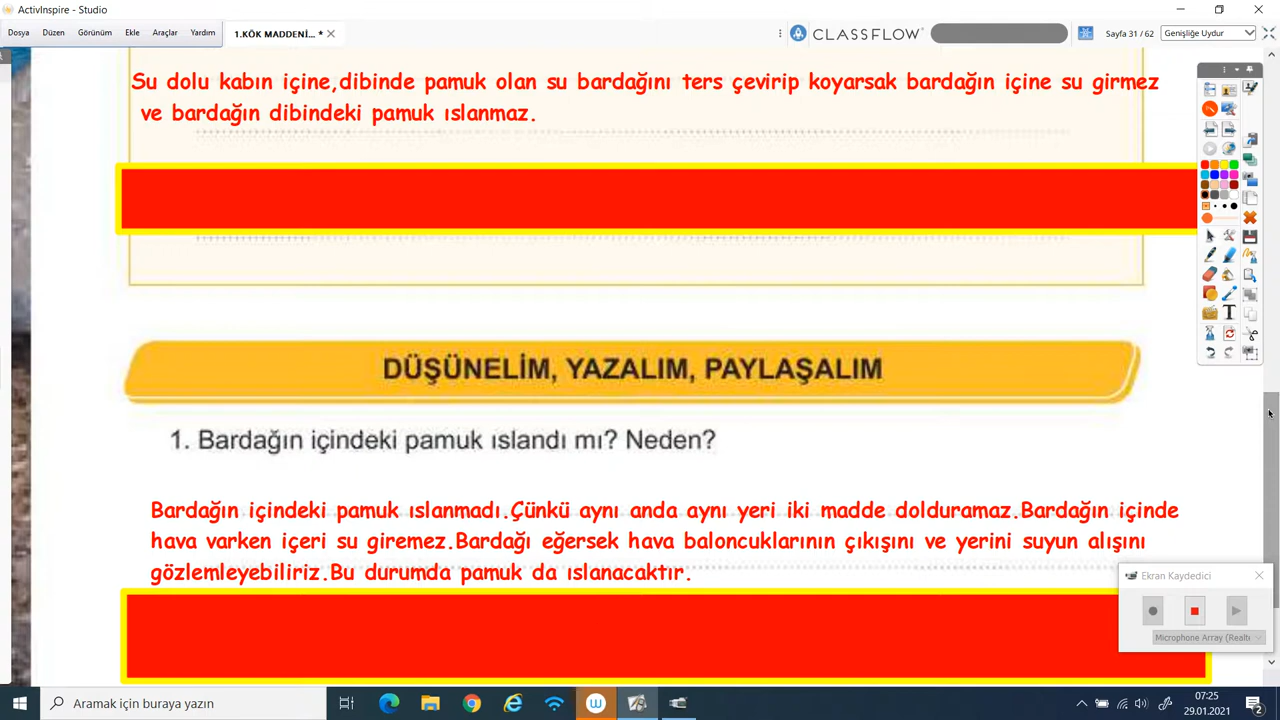 ActivInspire - Studio
Dosya Düzen Görünüm Ekle Araçlar Yardım
1.KÖK MADDENİ... *
CLASSFLOW
Sayfa 31 / 62
Genişliğe Uydur
Su dolu kabın içine,dibinde pamuk olan su bardağını ters çevirip koyarsak bardağın içine su girmez
ve bardağın dibindeki pamuk ıslanmaz.
DÜŞÜNELİM, YAZALIM, PAYLAŞALIM
1. Bardağın içindeki pamuk ıslandı mı? Neden?
Bardağın içindeki pamuk ıslanmadı.Çünkü aynı anda aynı yeri iki madde dolduramaz.Bardağın içinde
hava varken içeri su giremez.Bardağı eğersek hava baloncuklarının çıkışını ve yerini suyun alışını
gözlemleyebiliriz.Bu durumda pamuk da ıslanacaktır.
Ekran Kaydedici
Microphone Array (Realte
Aramak için buraya yazın
07:25
29.01.2021
2